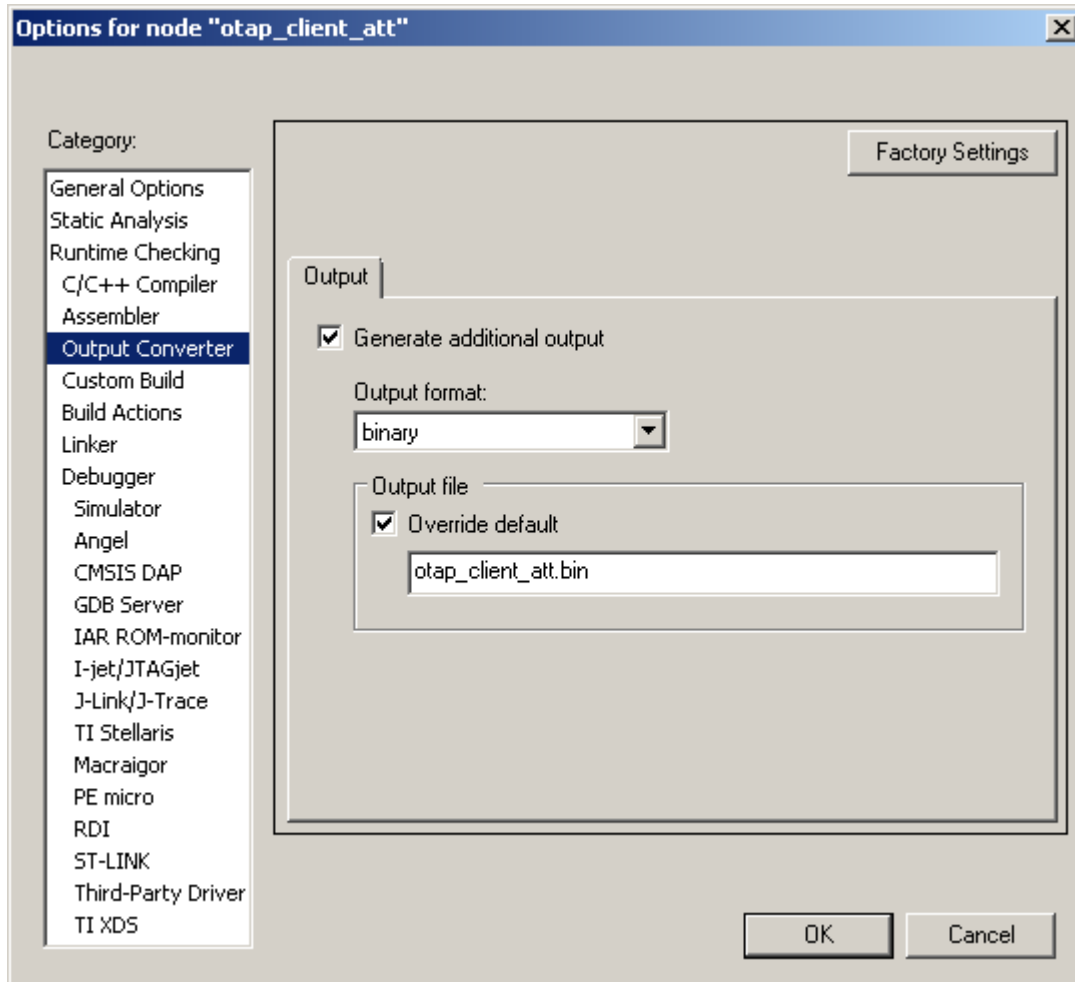 Options for node "otap_client_att"
Category:
Factory Settings
General Options
Static Analysis
Runtime Checking
C/C++ Compiler
Assembler
Output Converter
Custom Build
Build Actions
Linker
Debugger
Simulator
Angel
CMSIS DAP
GDB Server
IAR ROM-monitor
I-jet/JTAGjet
J-Link/J-Trace
TI Stellaris
Macraigor
PE micro
RDI
ST-LINK
Third-Party Driver
TI XDS
Output
Generate additional output
Output format:
binary
Output file
Override default
otap_client_att.bin
OK
Cancel